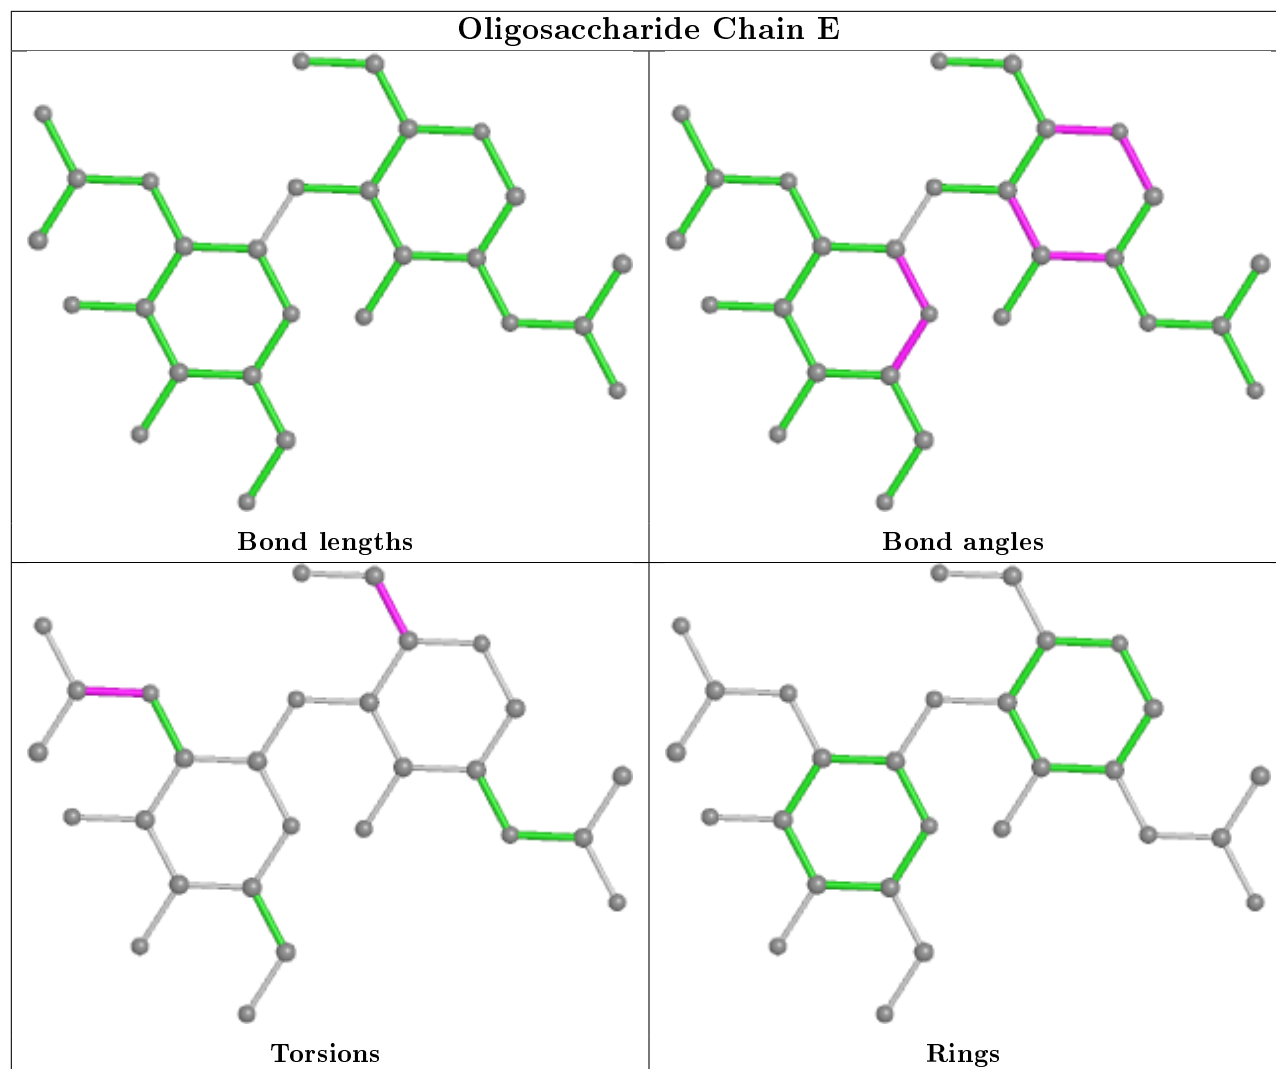 Oligosaccharide Chain E
Bond lengths
Bond angles
Torsions
Rings